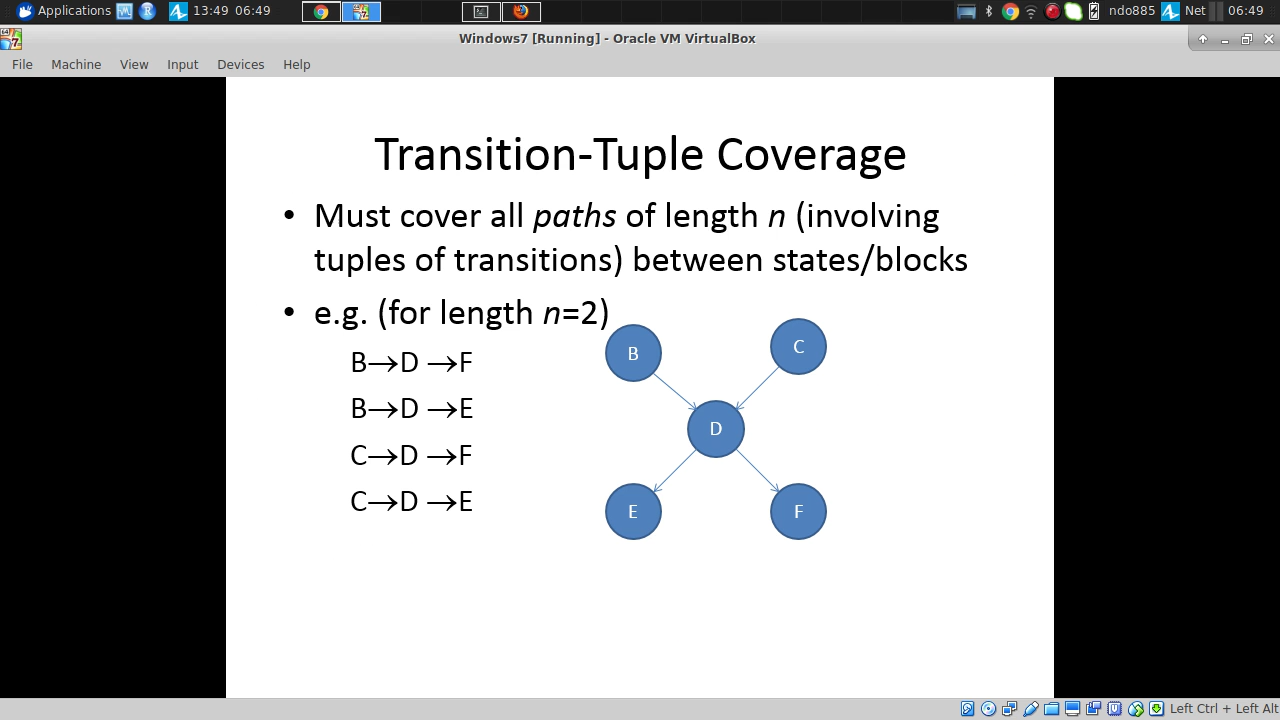 Applications 13:49 06:49 ndo885 Net 06:49
Windows7 [Running] - Oracle VM VirtualBox
File Machine View Input Devices Help
Transition-Tuple Coverage
• Must cover all paths of length n (involving
tuples of transitions) between states/blocks
• e.g. (for length n=2)
B→D →F
B→D →E
C→D →F
C→D →E
B
C
D
E
F
Left Ctrl + Left Alt